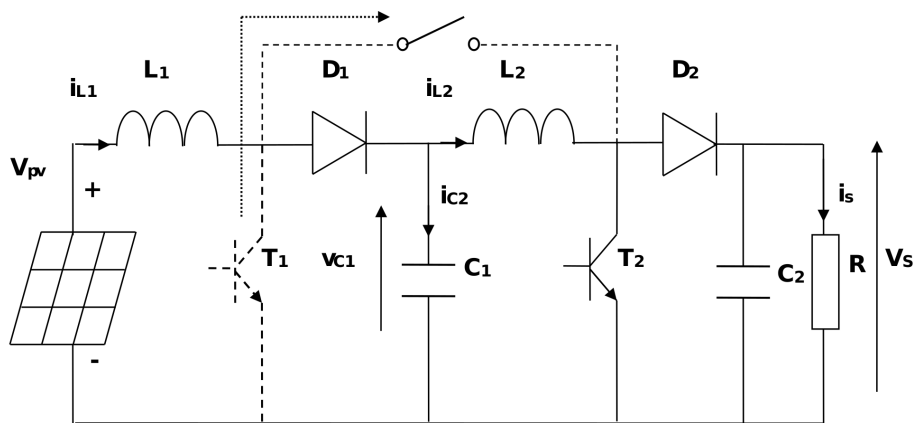 L1
D1
iL1
iL2
L2
D2
Vpv
+
iC2
is
T1
vC1
C1
T2
C2
R
VS
-